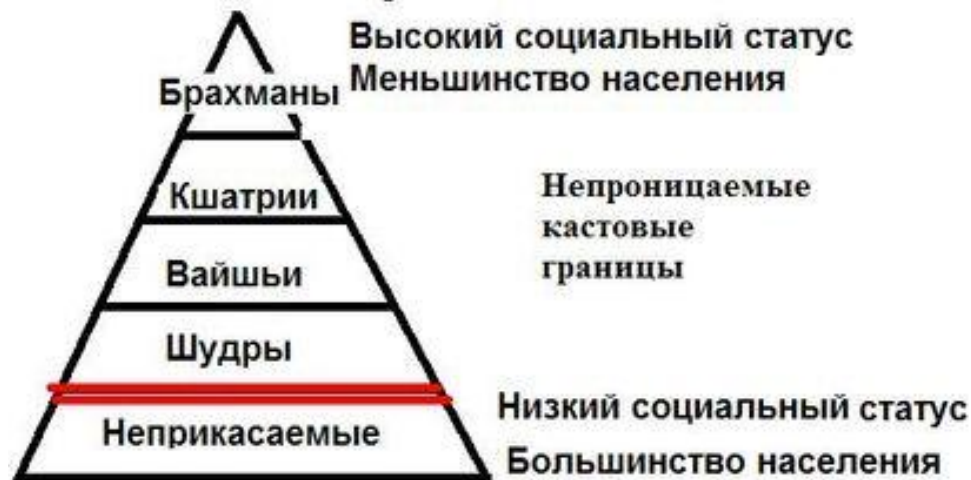 Высокий социальный статус
Меньшинство населения
Брахманы
Кшатрии
Непроницаемые
кастовые
границы
Вайшьи
Шудры
Низкий социальный статус
Неприкасаемые
Большинство населения